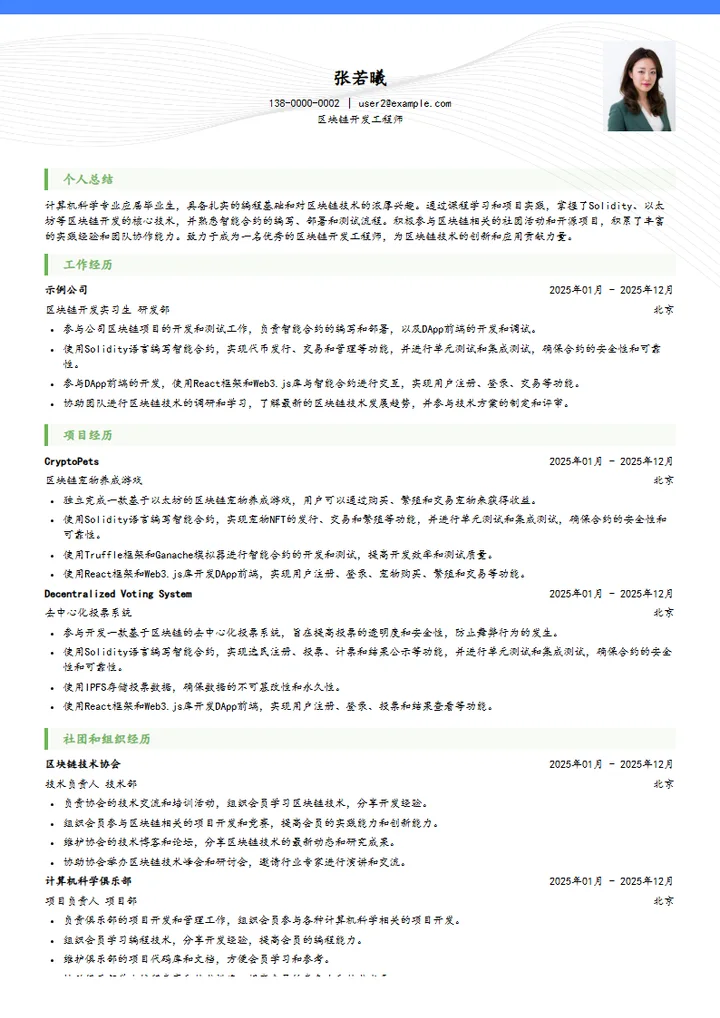 张若曦
138-0000-0002 | user2@example.com
区块链开发工程师
个人总结
计算机科学专业应届毕业生，具备扎实的编程基础和对区块链技术的浓厚兴趣。通过课程学习和项目实践，掌握了Solidity、以太
坊等区块链开发的核心技术，并熟悉智能合约的编写、部署和测试流程。积极参与区块链相关的社团活动和开源项目，积累了丰富
的实践经验和团队协作能力。致力于成为一名优秀的区块链开发工程师，为区块链技术的创新和应用贡献力量。
工作经历
示例公司 2025年01月 - 2025年12月
区块链开发实习生 研发部 北京
• 参与公司区块链项目的开发和测试工作，负责智能合约的编写和部署，以及DApp前端的开发和调试。
• 使用Solidity语言编写智能合约，实现代币发行、交易和管理等功能，并进行单元测试和集成测试，确保合约的安全性和可靠
性。
• 参与DApp前端的开发，使用React框架和Web3.js库与智能合约进行交互，实现用户注册、登录、交易等功能。
• 协助团队进行区块链技术的调研和学习，了解最新的区块链技术发展趋势，并参与技术方案的制定和评审。
项目经历
CryptoPets 2025年01月 - 2025年12月
区块链宠物养成游戏 北京
• 独立完成一款基于以太坊的区块链宠物养成游戏，用户可以通过购买、繁殖和交易宠物来获得收益。
• 使用Solidity语言编写智能合约，实现宠物NFT的发行、交易和繁殖等功能，并进行单元测试和集成测试，确保合约的安全性和
可靠性。
• 使用Truffle框架和Ganache模拟器进行智能合约的开发和测试，提高开发效率和测试质量。
• 使用React框架和Web3.js库开发DApp前端，实现用户注册、登录、宠物购买、繁殖和交易等功能。
Decentralized Voting System 2025年01月 - 2025年12月
去中心化投票系统 北京
• 参与开发一款基于区块链的去中心化投票系统，旨在提高投票的透明度和安全性，防止舞弊行为的发生。
• 使用Solidity语言编写智能合约，实现选民注册、投票、计票和结果公示等功能，并进行单元测试和集成测试，确保合约的安全
性和可靠性。
• 使用IPFS存储投票数据，确保数据的不可篡改性和永久性。
• 使用React框架和Web3.js库开发DApp前端，实现用户注册、登录、投票和结果查看等功能。
社团和组织经历
区块链技术协会 2025年01月 - 2025年12月
技术负责人 技术部 北京
• 负责协会的技术交流和培训活动，组织会员学习区块链技术，分享开发经验。
• 组织会员参与区块链相关的项目开发和竞赛，提高会员的实践能力和创新能力。
• 维护协会的技术博客和论坛，分享区块链技术的最新动态和研究成果。
• 协助协会举办区块链技术峰会和研讨会，邀请行业专家进行演讲和交流。
计算机科学俱乐部 2025年01月 - 2025年12月
项目负责人 项目部 北京
• 负责俱乐部的项目开发和管理工作，组织会员参与各种计算机科学相关的项目开发。
• 组织会员学习编程技术，分享开发经验，提高会员的编程能力。
• 维护俱乐部的项目代码库和文档，方便会员学习和参考。